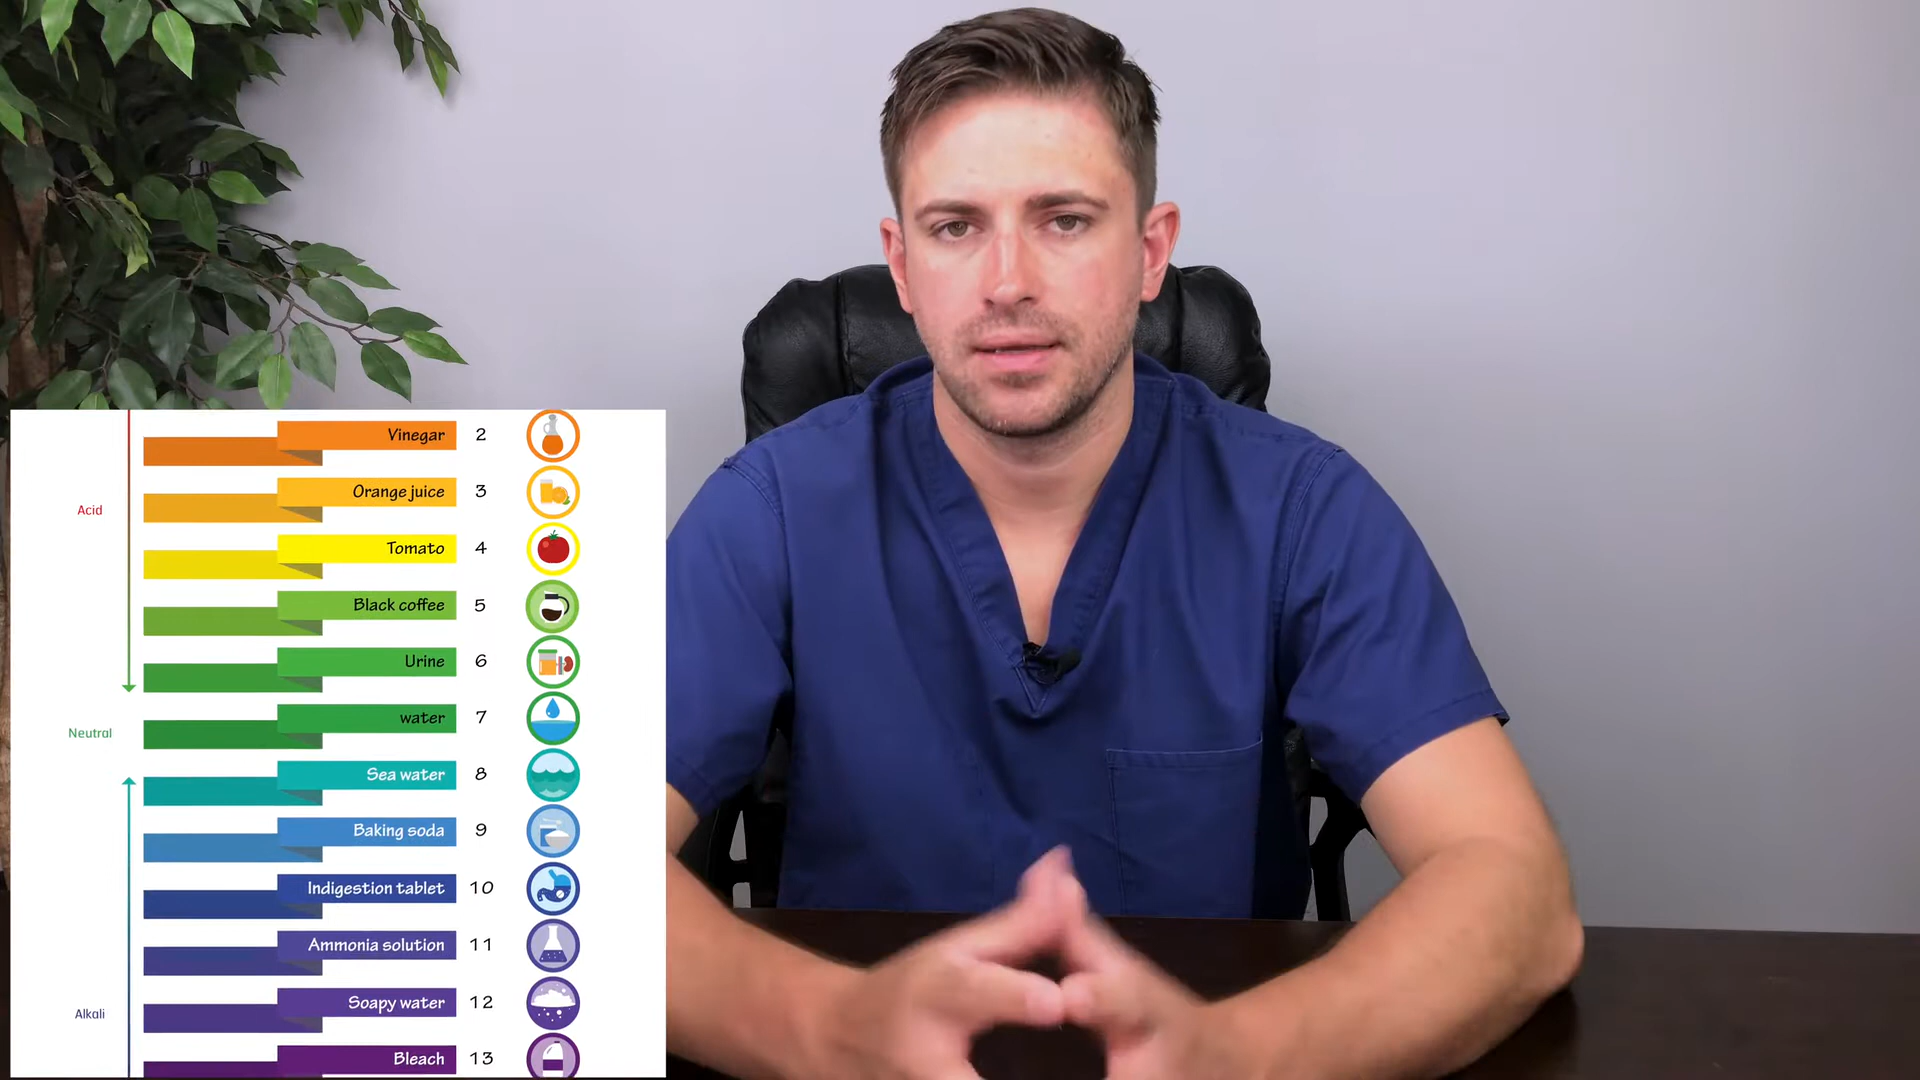 Vinegar 2
Acid
Orange juice 3
Tomato 4
Black coffee 5
Urine 6
Neutral
water 7
Sea water 8
Baking soda 9
Indigestion tablet 10
Ammonia solution 11
Alkali
Soapy water 12
Bleach 13